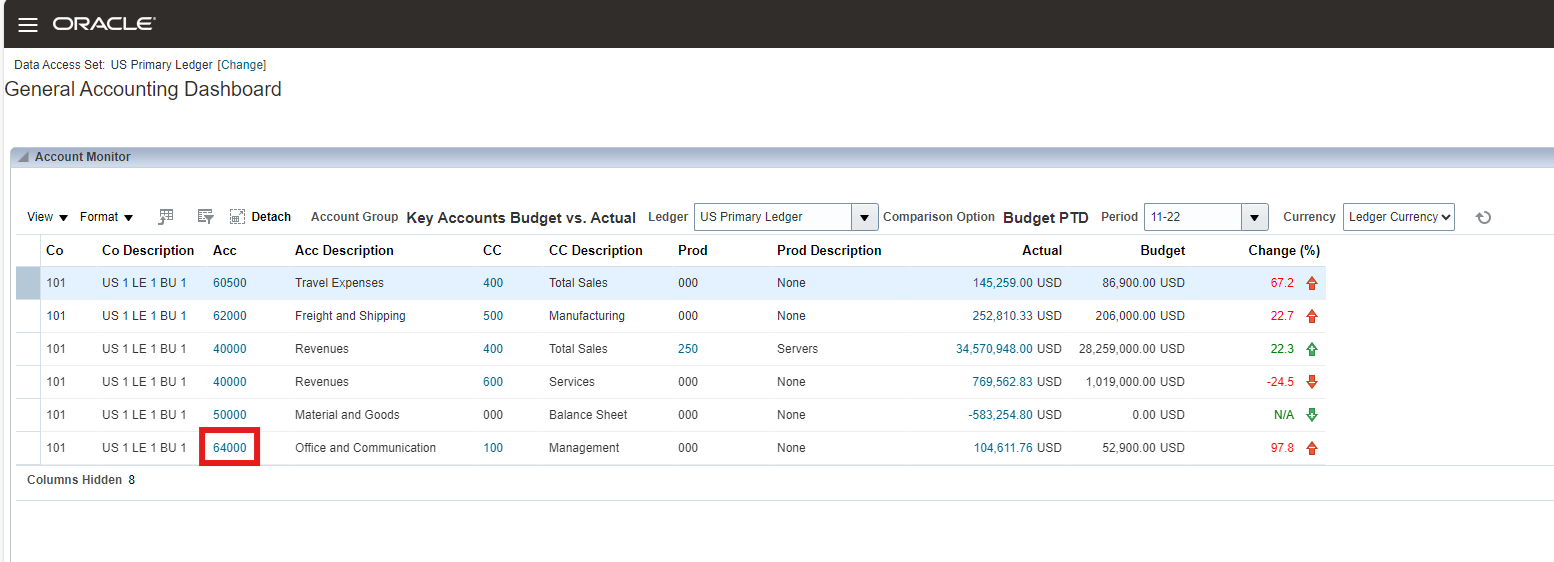 ORACLE
Data Access Set: US Primary Ledger [Change]
General Accounting Dashboard
Account Monitor
View Format Detach Account Group Key Accounts Budget vs. Actual Ledger US Primary Ledger Comparison Option Budget PTD Period 11-22 Currency Ledger Currency
Co Co Description Acc Acc Description CC CC Description Prod Prod Description Actual Budget Change (%)
101 US 1 LE 1 BU 1 60500 Travel Expenses 400 Total Sales 000 None 145,259.00 USD 86,900.00 USD 67.2
101 US 1 LE 1 BU 1 62000 Freight and Shipping 500 Manufacturing 000 None 252,810.33 USD 206,000.00 USD 22.7
101 US 1 LE 1 BU 1 40000 Revenues 400 Total Sales 250 Servers 34,570,948.00 USD 28,259,000.00 USD 22.3
101 US 1 LE 1 BU 1 40000 Revenues 600 Services 000 None 769,562.83 USD 1,019,000.00 USD -24.5
101 US 1 LE 1 BU 1 50000 Material and Goods 000 Balance Sheet 000 None -583,254.80 USD 0.00 USD N/A
101 US 1 LE 1 BU 1 64000 Office and Communication 100 Management 000 None 104,611.76 USD 52,900.00 USD 97.8
Columns Hidden 8